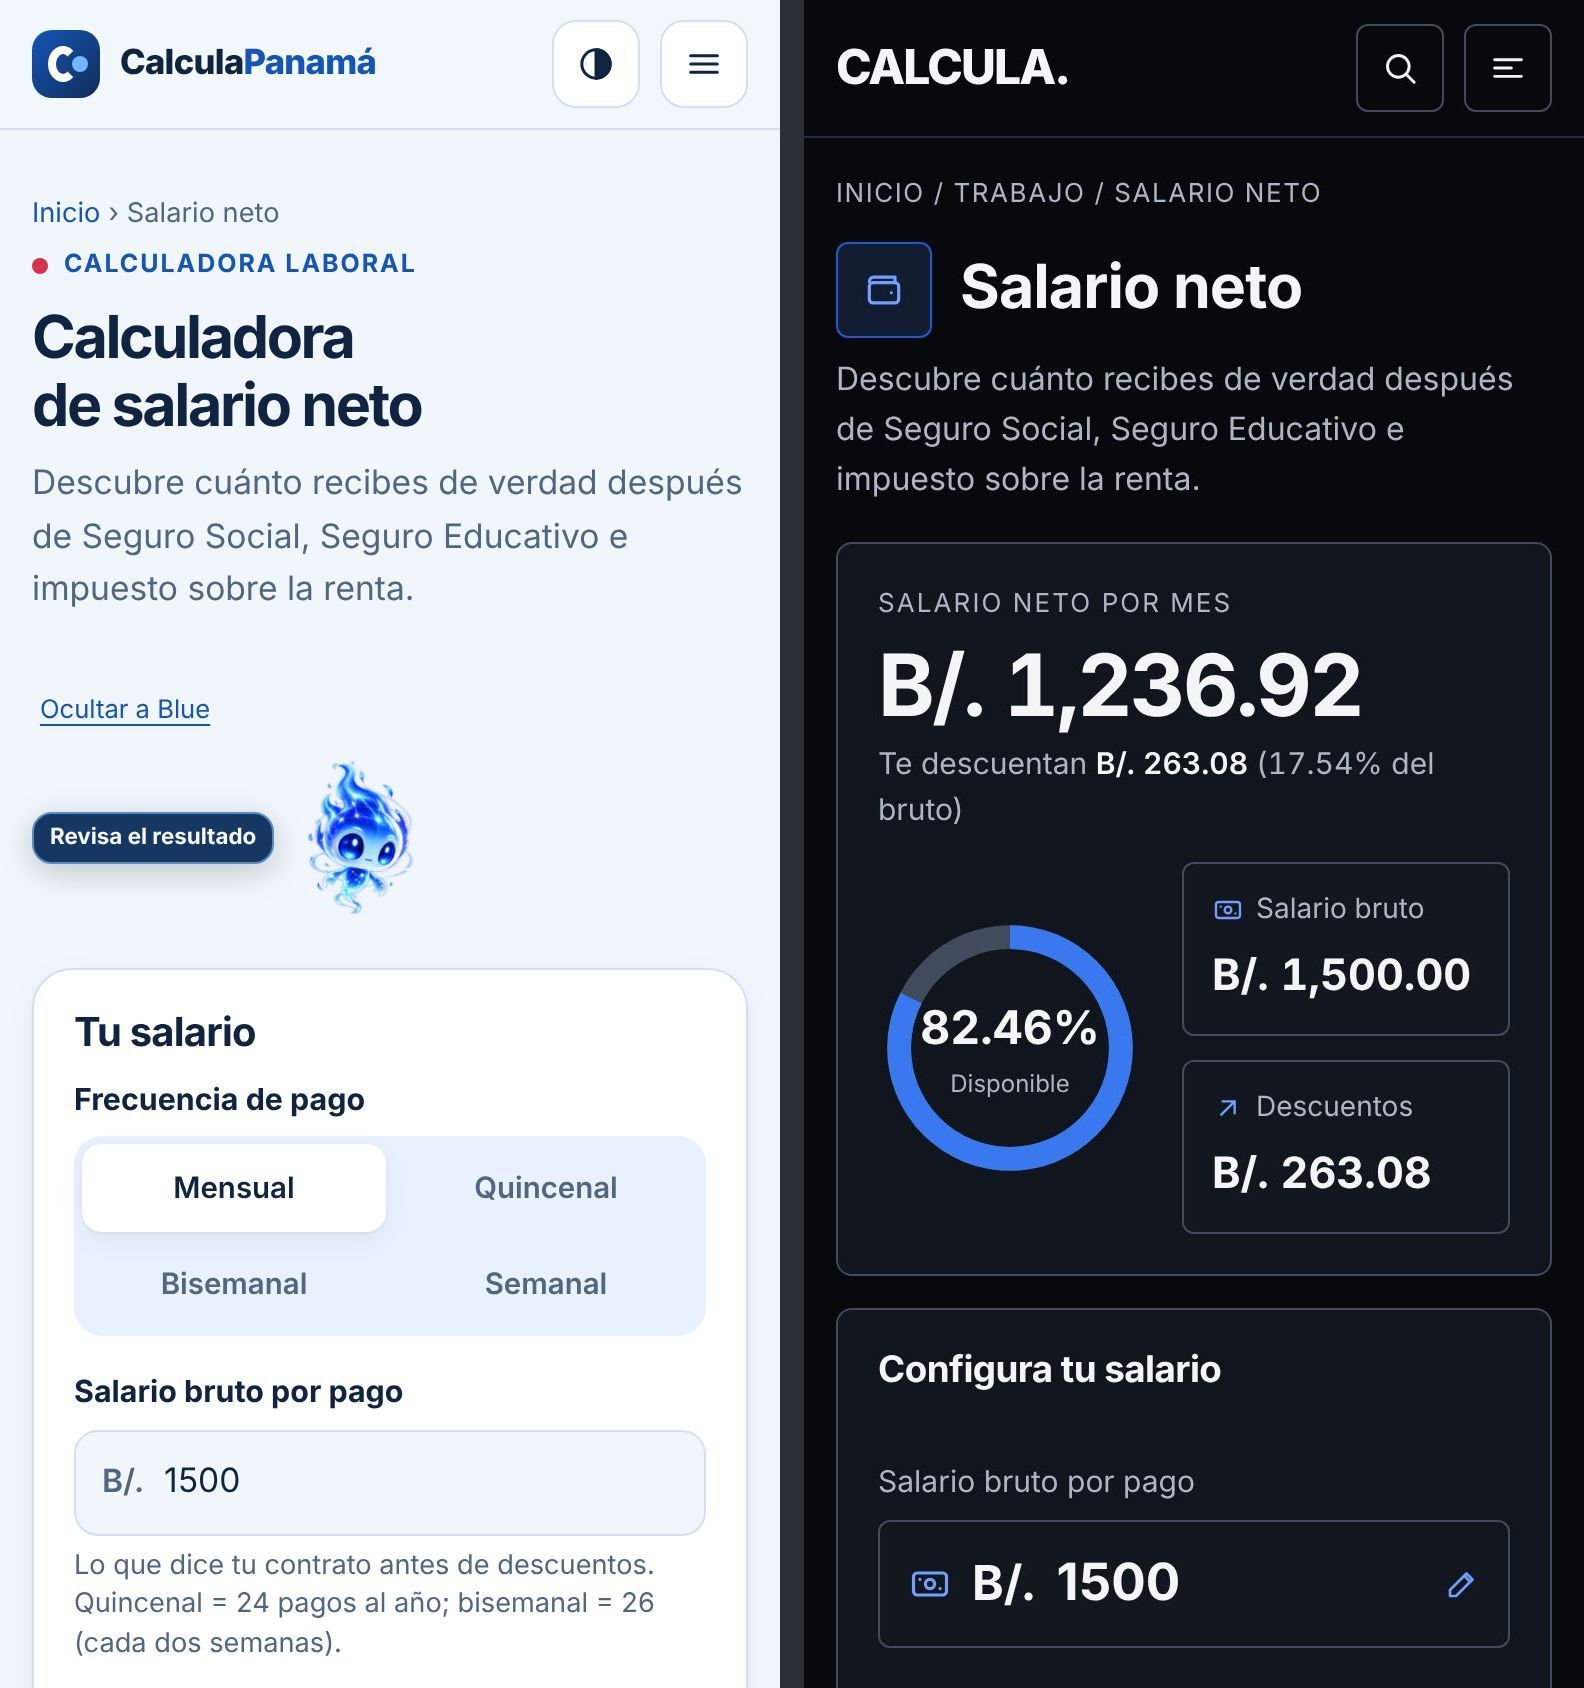 CalculaPanamá
Inicio › Salario neto
CALCULADORA LABORAL
Calculadora
de salario neto
Descubre cuánto recibes de verdad después
de Seguro Social, Seguro Educativo e
impuesto sobre la renta.
Ocultar a Blue
Revisa el resultado
Tu salario
Frecuencia de pago
Mensual
Quincenal
Bisemanal
Semanal
Salario bruto por pago
B/. 1500
Lo que dice tu contrato antes de descuentos.
Quincenal = 24 pagos al año; bisemanal = 26
(cada dos semanas).
CALCULA.
INICIO / TRABAJO / SALARIO NETO
Salario neto
Descubre cuánto recibes de verdad después
de Seguro Social, Seguro Educativo e
impuesto sobre la renta.
SALARIO NETO POR MES
B/. 1,236.92
Te descuentan B/. 263.08 (17.54% del
bruto)
82.46%
Disponible
Salario bruto
B/. 1,500.00
Descuentos
B/. 263.08
Configura tu salario
Salario bruto por pago
B/. 1500